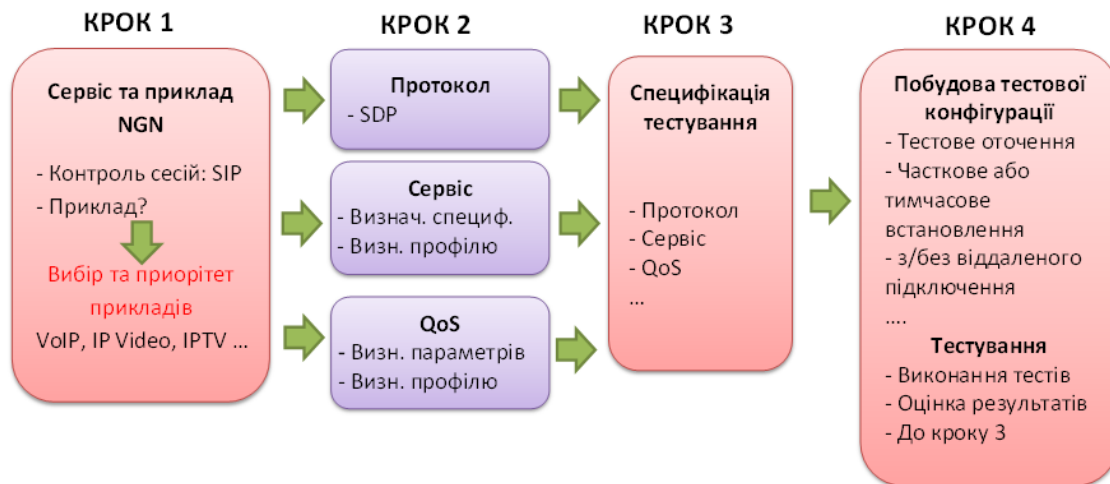 КРОК 1
Сервіс та приклад
NGN
- Контроль сесій: SIP
- Приклад?
Вибір та приорітет
прикладів
VoIP, IP Video, IPTV ...
КРОК 2
Протокол
- SDP
Сервіс
- Визнач. специф.
- Визн. профілю
QoS
- Визн. параметрів
- Визн. профілю
КРОК 3
Специфікація
тестування
- Протокол
- Сервіс
- QoS
...
КРОК 4
Побудова тестової
конфігурації
- Тестове оточення
- Часткове або
тимчасове
встановлення
- з/без віддаленого
підключення
....
Тестування
- Виконання тестів
- Оцінка результатів
- До кроку 3